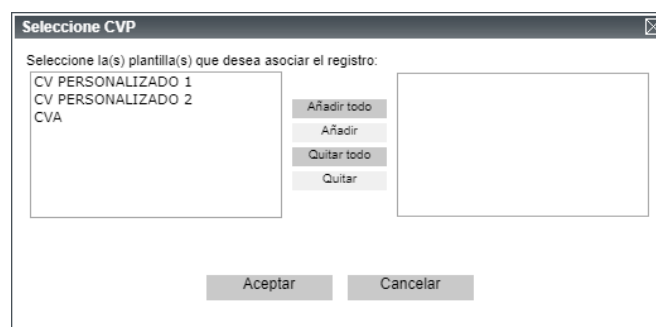 Seleccione CVP
Seleccione la(s) plantilla(s) que desea asociar el registro:
CV PERSONALIZADO 1
CV PERSONALIZADO 2
CVA
Añadir todo
Añadir
Quitar todo
Quitar
Aceptar
Cancelar